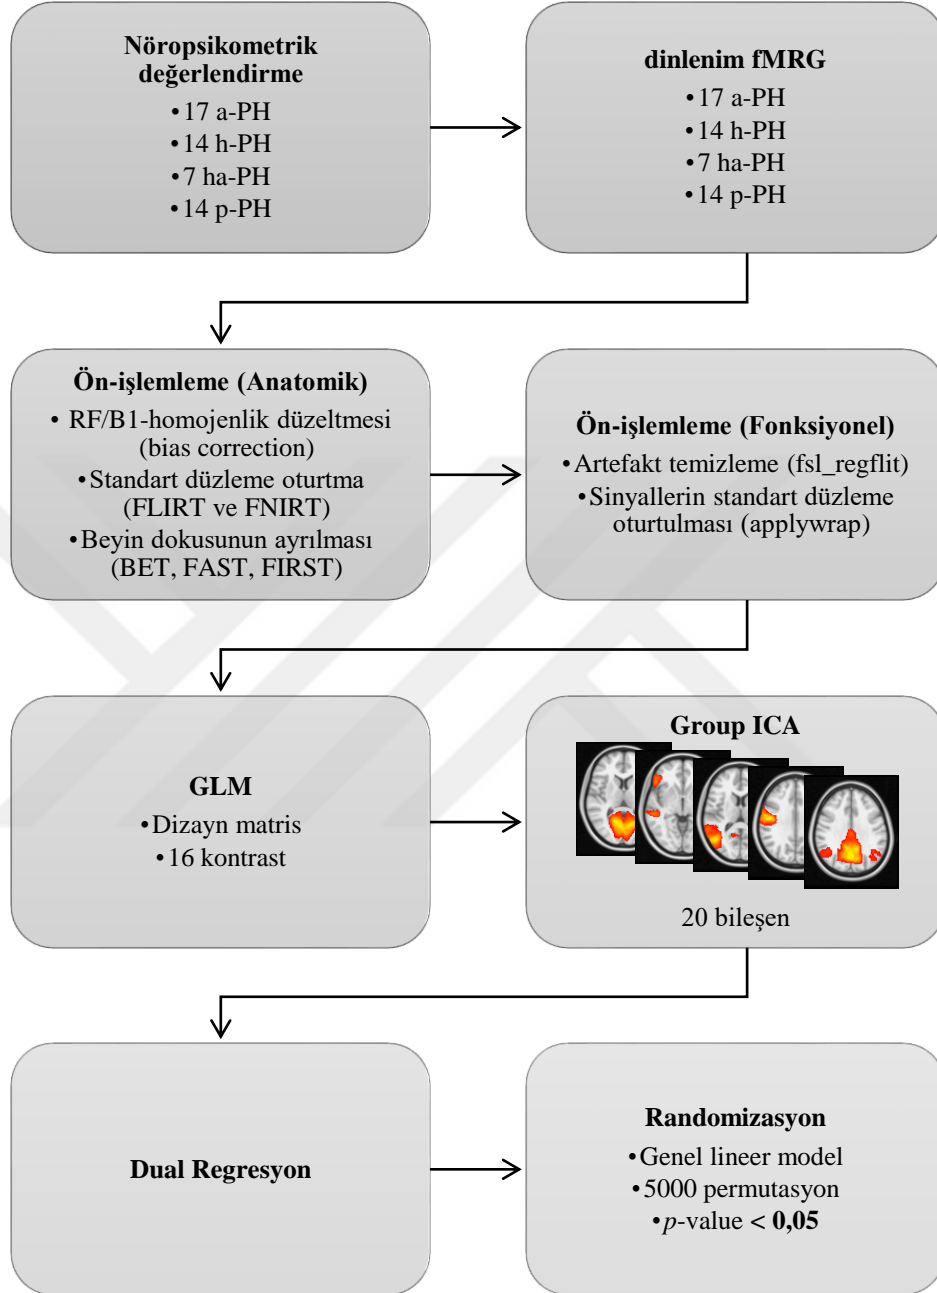 Nöropsikometrik
değerlendirme
•17 a-PH
•14 h-PH
•7 ha-PH
•14 p-PH
dinlenim fMRG
•17 a-PH
•14 h-PH
•7 ha-PH
•14 p-PH
Ön-işlemleme (Anatomik)
• RF/B1-homojenlik düzeltmesi
(bias correction)
•Standart düzleme oturtma
(FLIRT ve FNIRT)
•Beyin dokusunun ayrılması
(BET, FAST, FIRST)
Ön-işlemleme (Fonksiyonel)
•Artefakt temizleme (fsl_regflit)
•Sinyallerin standart düzleme
oturtulması (applywrap)
GLM
•Dizayn matris
•16 kontrast
Group ICA
20 bileşen
Dual Regresyon
Randomizasyon
•Genel lineer model
•5000 permutasyon
•p-value < 0,05